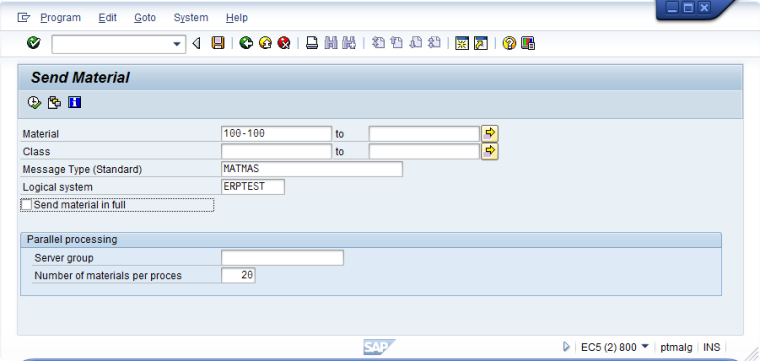 Program Edit Goto System Help
Send Material
Material 100-100 to
Class to
Message Type (Standard) MATMAS
Logical system ERPTEST
Send material in full
Parallel processing
Server group
Number of materials per proces 20
SAP EC5 (2) 800 ptmalg INS